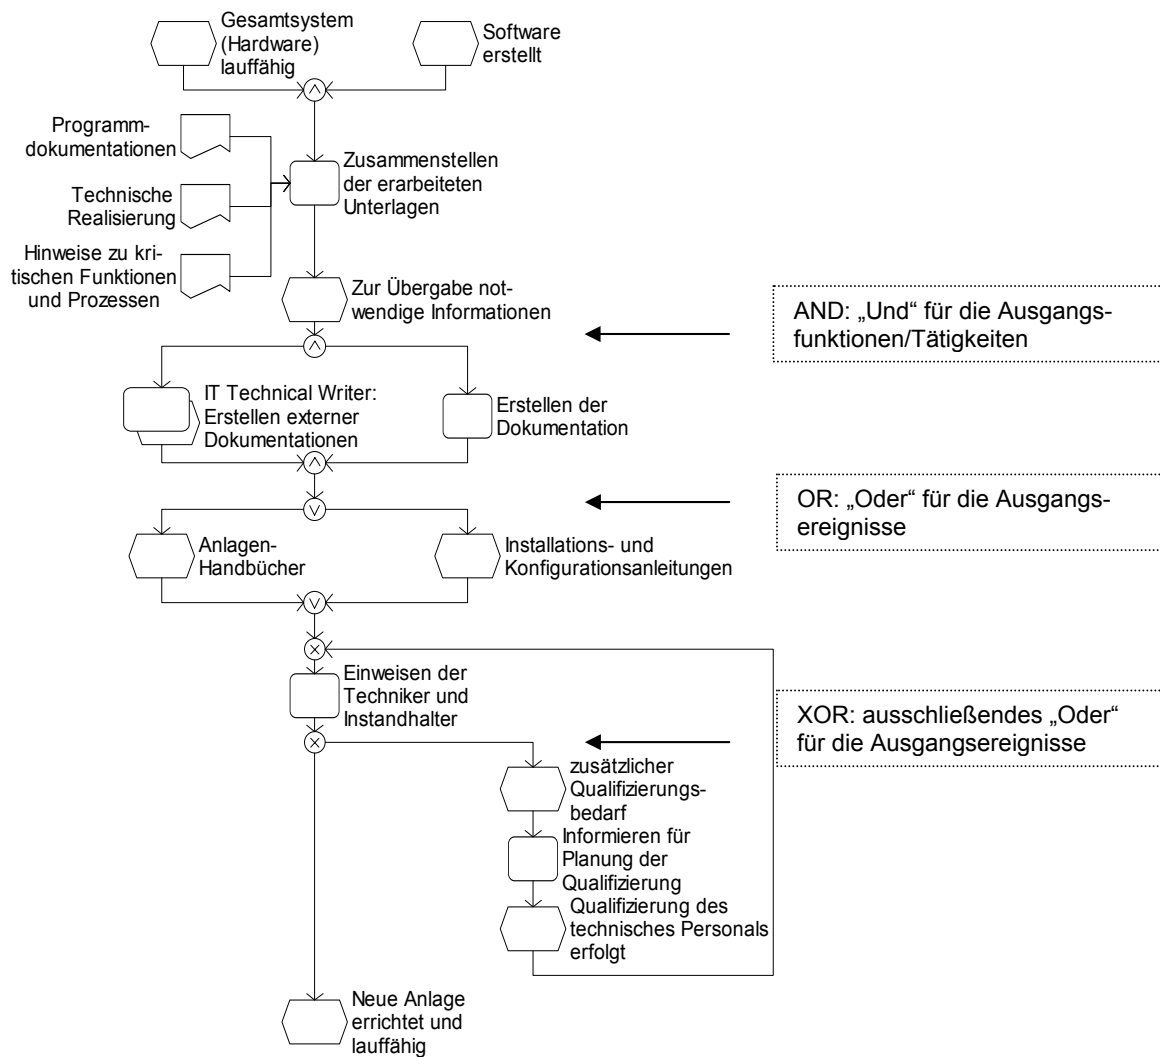 Gesamtsystem
(Hardware)
lauffähig
Software
erstellt
Programm-
dokumentationen
Technische
Realisierung
Hinweise zu kri-
tischen Funktionen
und Prozessen
Zusammenstellen
der erarbeiteten
Unterlagen
Zur Übergabe not-
wendige Informationen
AND: „Und“ für die Ausgangs-
funktionen/Tätigkeiten
IT Technical Writer:
Erstellen externer
Dokumentationen
Erstellen der
Dokumentation
OR: „Oder“ für die Ausgangs-
ereignisse
Anlagen-
Handbücher
Installations- und
Konfigurationsanleitungen
Einweisen der
Techniker und
Instandhalter
XOR: ausschließendes „Oder“
für die Ausgangsereignisse
zusätzlicher
Qualifizierungs-
bedarf
Informieren für
Planung der
Qualifizierung
Qualifizierung des
technisches Personals
erfolgt
Neue Anlage
errichtet und
lauffähig